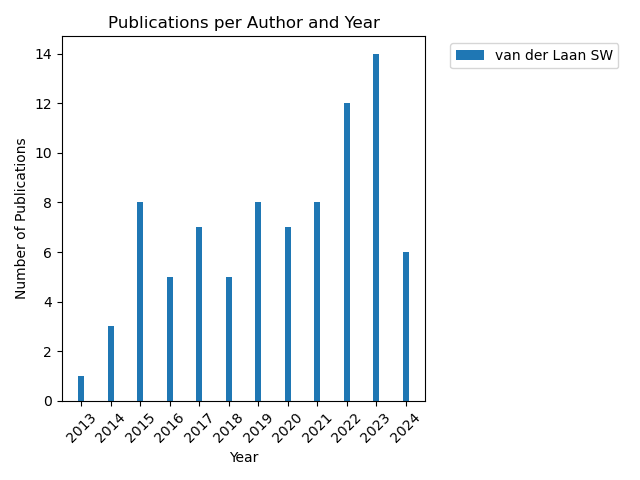 Publications per Author and Year
van der Laan SW
Number of Publications
14
12
10
8
6
4
2
0
2013 2014 2015 2016 2017 2018 2019 2020 2021 2022 2023 2024
Year